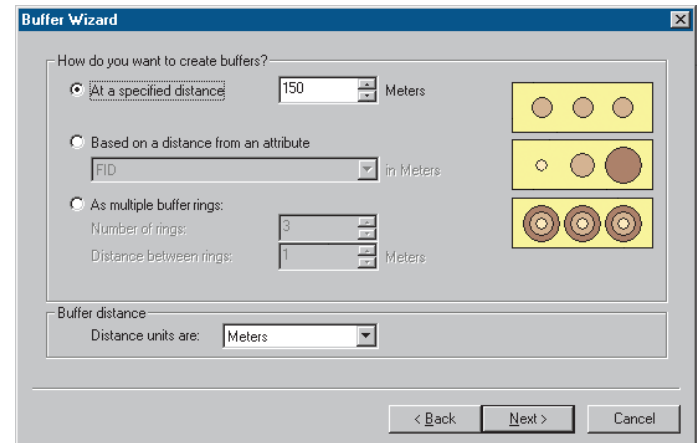 Buffer Wizard
How do you want to create buffers?
At a specified distance 150 Meters
Based on a distance from an attribute
FID in Meters
As multiple buffer rings:
Number of rings: 3
Distance between rings: 1 Meters
Buffer distance
Distance units are: Meters
< Back Next > Cancel